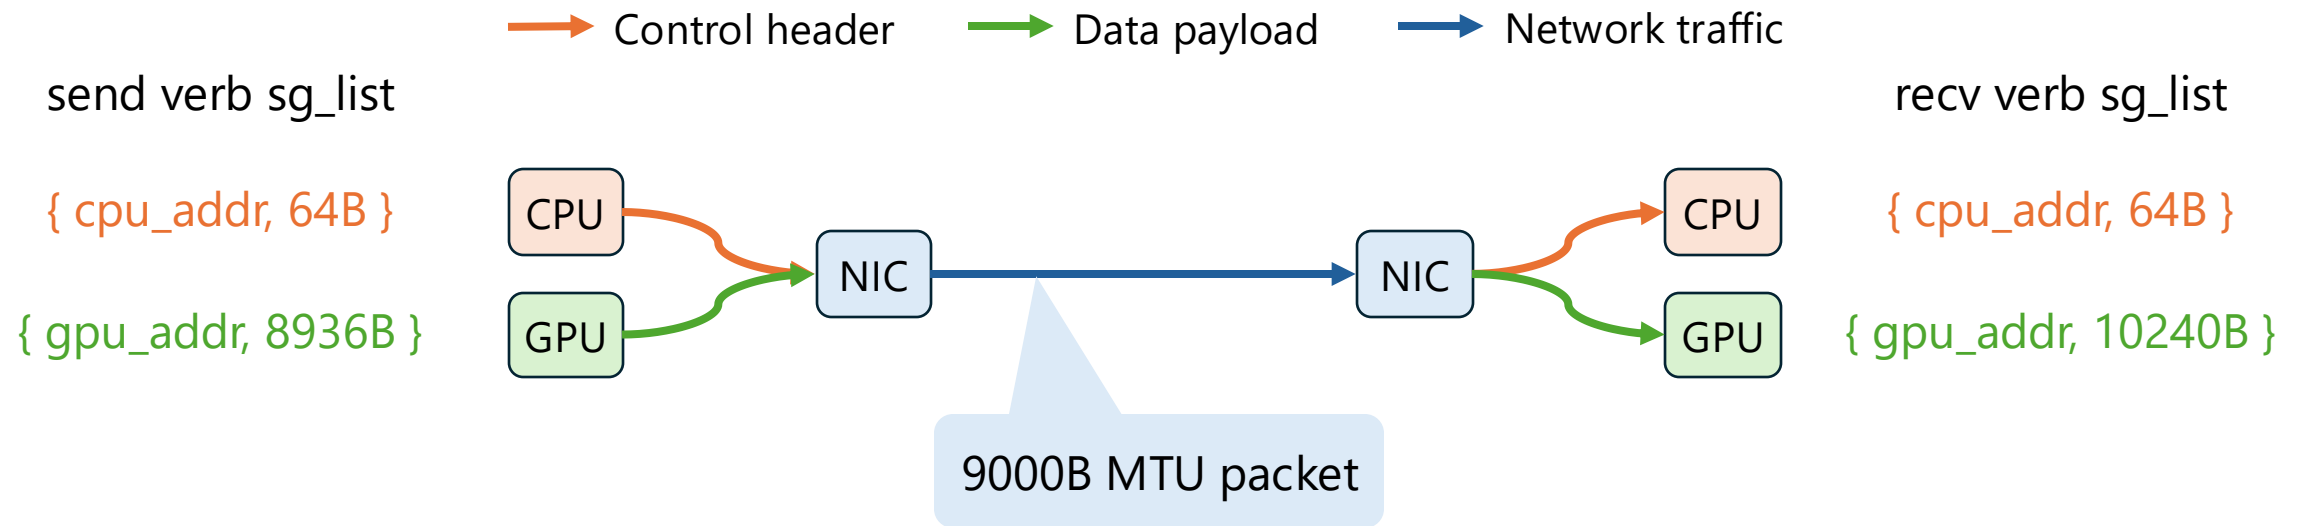 Control header
Data payload
Network traffic
send verb sg_list
recv verb sg_list
{ cpu_addr, 64B }
CPU
CPU
{ cpu_addr, 64B }
NIC
NIC
{ gpu_addr, 8936B }
GPU
GPU
{ gpu_addr, 10240B }
9000B MTU packet